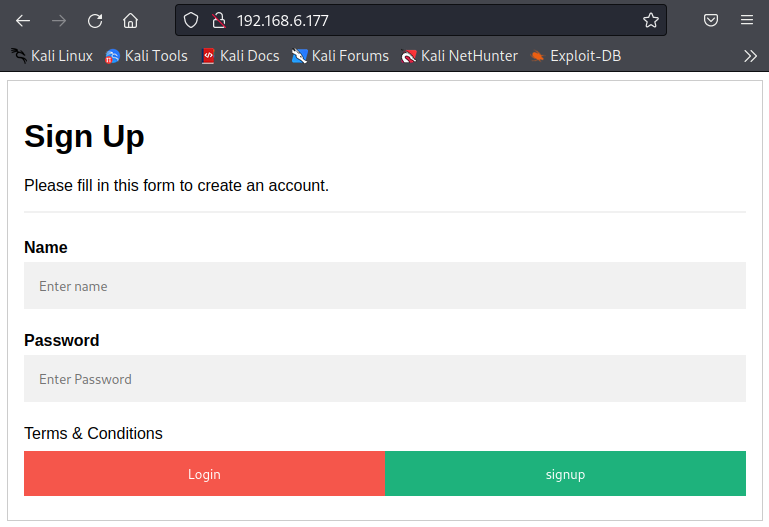 192.168.6.177
Kali Linux Kali Tools Kali Docs Kali Forums Kali NetHunter Exploit-DB
Sign Up
Please fill in this form to create an account.
Name
Enter name
Password
Enter Password
Terms & Conditions
Login signup